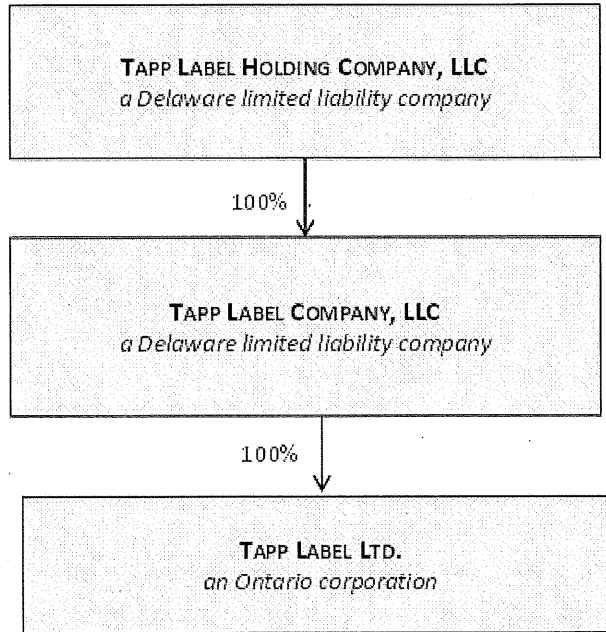 TAPP LABEL HOLDING COMPANY, LLC
a Delaware limited liability company
100%
TAPP LABEL COMPANY, LLC
a Delaware limited liability company
100%
TAPP LABEL LTD.
an Ontario corporation